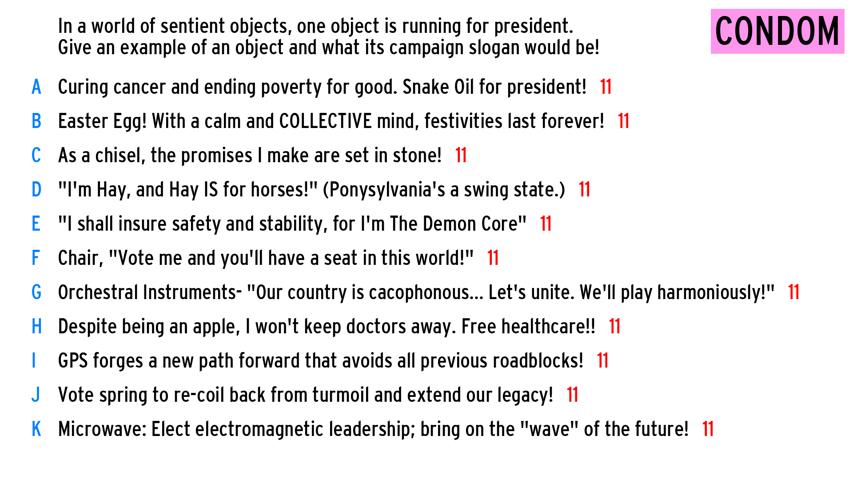 In a world of sentient objects, one object is running for president.
Give an example of an object and what its campaign slogan would be!
CONDOM
A Curing cancer and ending poverty for good. Snake Oil for president! 11
B Easter Egg! With a calm and COLLECTIVE mind, festivities last forever! 11
C As a chisel, the promises I make are set in stone! 11
D "I'm Hay, and Hay IS for horses!" (Ponysylvania's a swing state.) 11
E "I shall insure safety and stability, for I'm The Demon Core" 11
F Chair, "Vote me and you'll have a seat in this world!" 11
G Orchestral Instruments- "Our country is cacophonous... Let's unite. We'll play harmoniously!" 11
H Despite being an apple, I won't keep doctors away. Free healthcare!! 11
I GPS forges a new path forward that avoids all previous roadblocks! 11
J Vote spring to re-coil back from turmoil and extend our legacy! 11
K Microwave: Elect electromagnetic leadership; bring on the "wave" of the future! 11